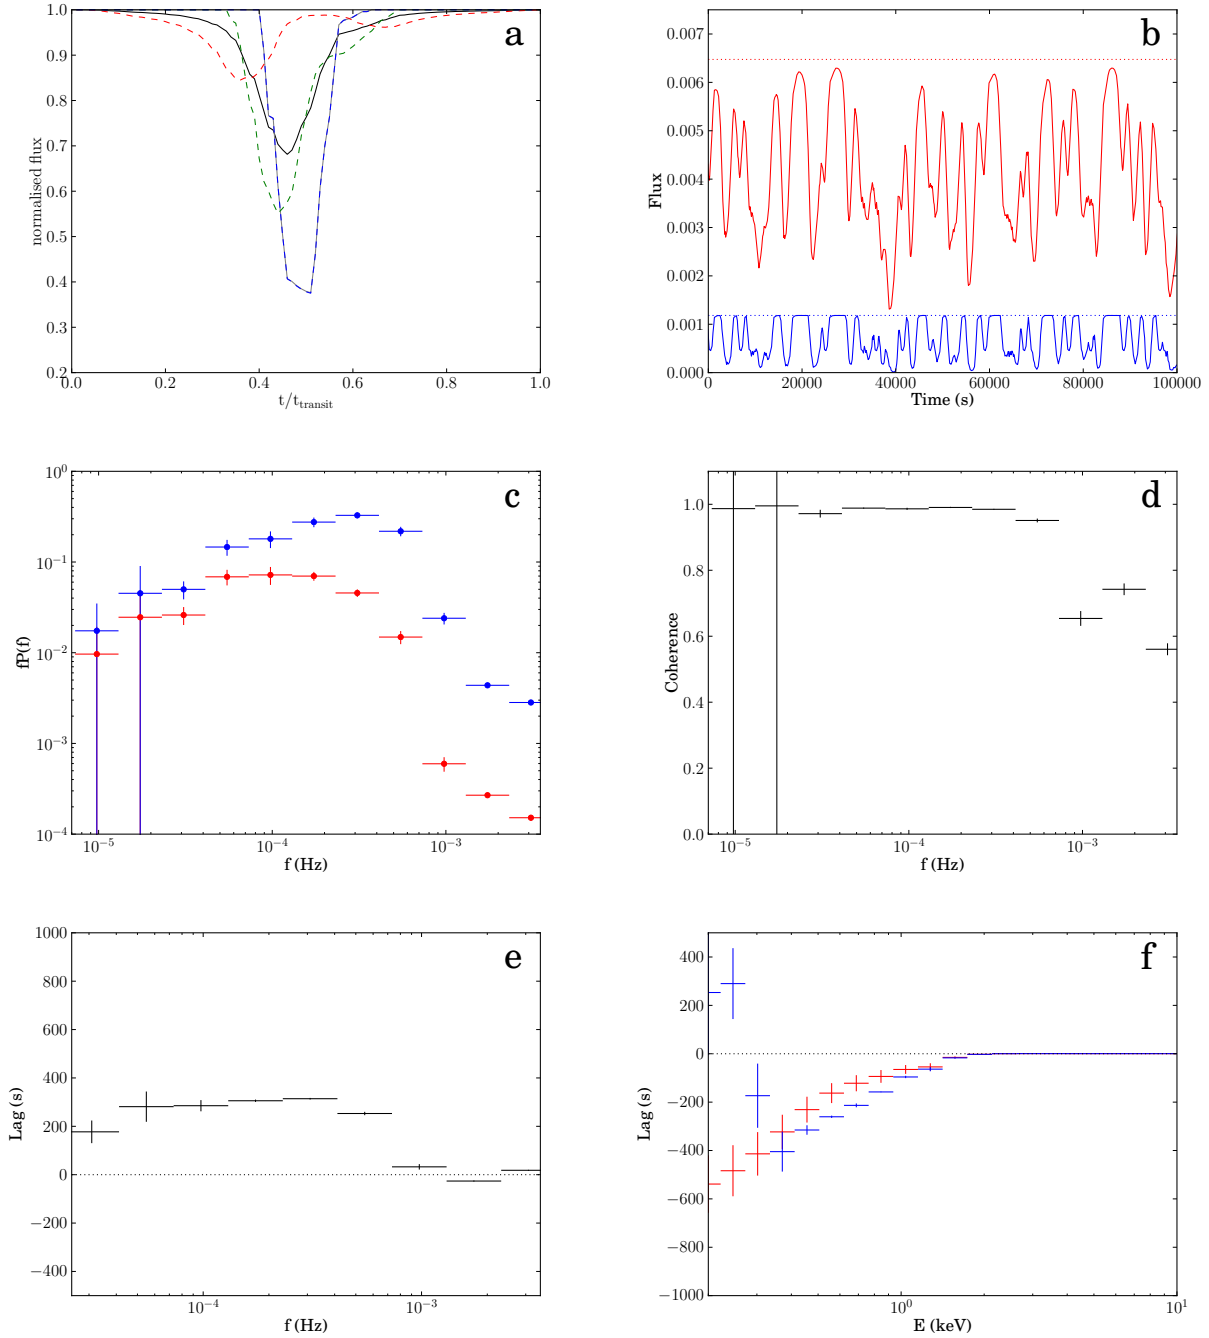 a
1.0
0.9
0.8
0.7
0.6
0.5
0.4
0.3
0.2
normalised flux
0.0 0.2 0.4 0.6 0.8 1.0
t/t_transit
b
0.007
0.006
0.005
0.004
0.003
0.002
0.001
0.000
Flux
0 20000 40000 60000 80000 100000
Time (s)
c
10^0
10^-1
10^-2
10^-3
10^-4
fP(f)
10^-5 10^-4 10^-3
f (Hz)
d
1.0
0.8
0.6
0.4
0.2
0.0
Coherence
10^-5 10^-4 10^-3
f (Hz)
e
1000
800
600
400
200
0
−200
−400
Lag (s)
10^-4 10^-3
f (Hz)
f
400
200
0
−200
−400
−600
−800
−1000
Lag (s)
10^0 10^1
E (keV)